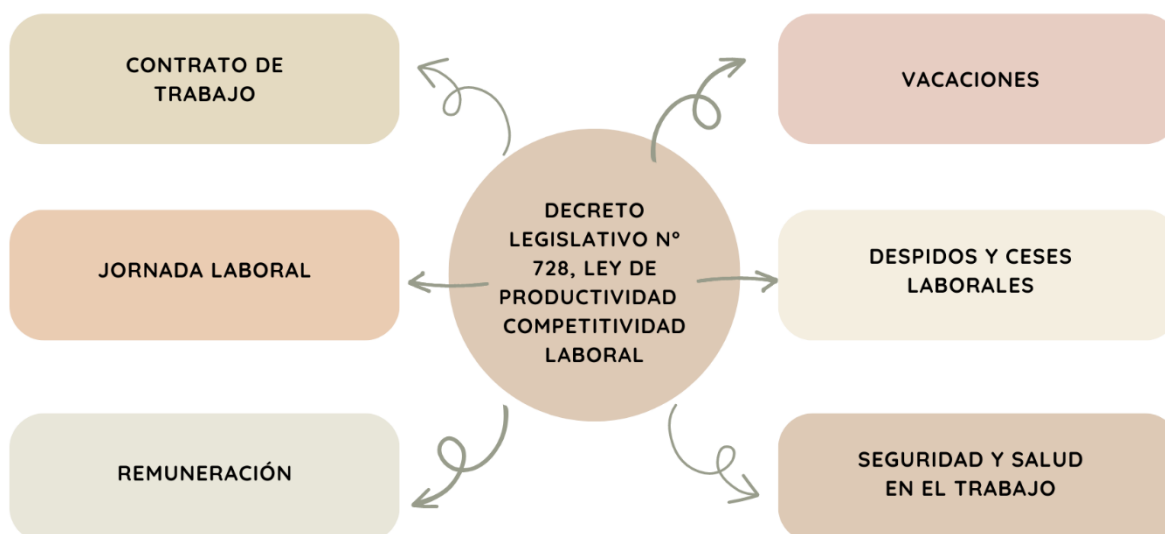 CONTRATO DE
TRABAJO
VACACIONES
DECRETO
LEGISLATIVO Nº
728, LEY DE
PRODUCTIVIDAD
COMPETITIVIDAD
LABORAL
JORNADA LABORAL
DESPIDOS Y CESES
LABORALES
REMUNERACIÓN
SEGURIDAD Y SALUD
EN EL TRABAJO